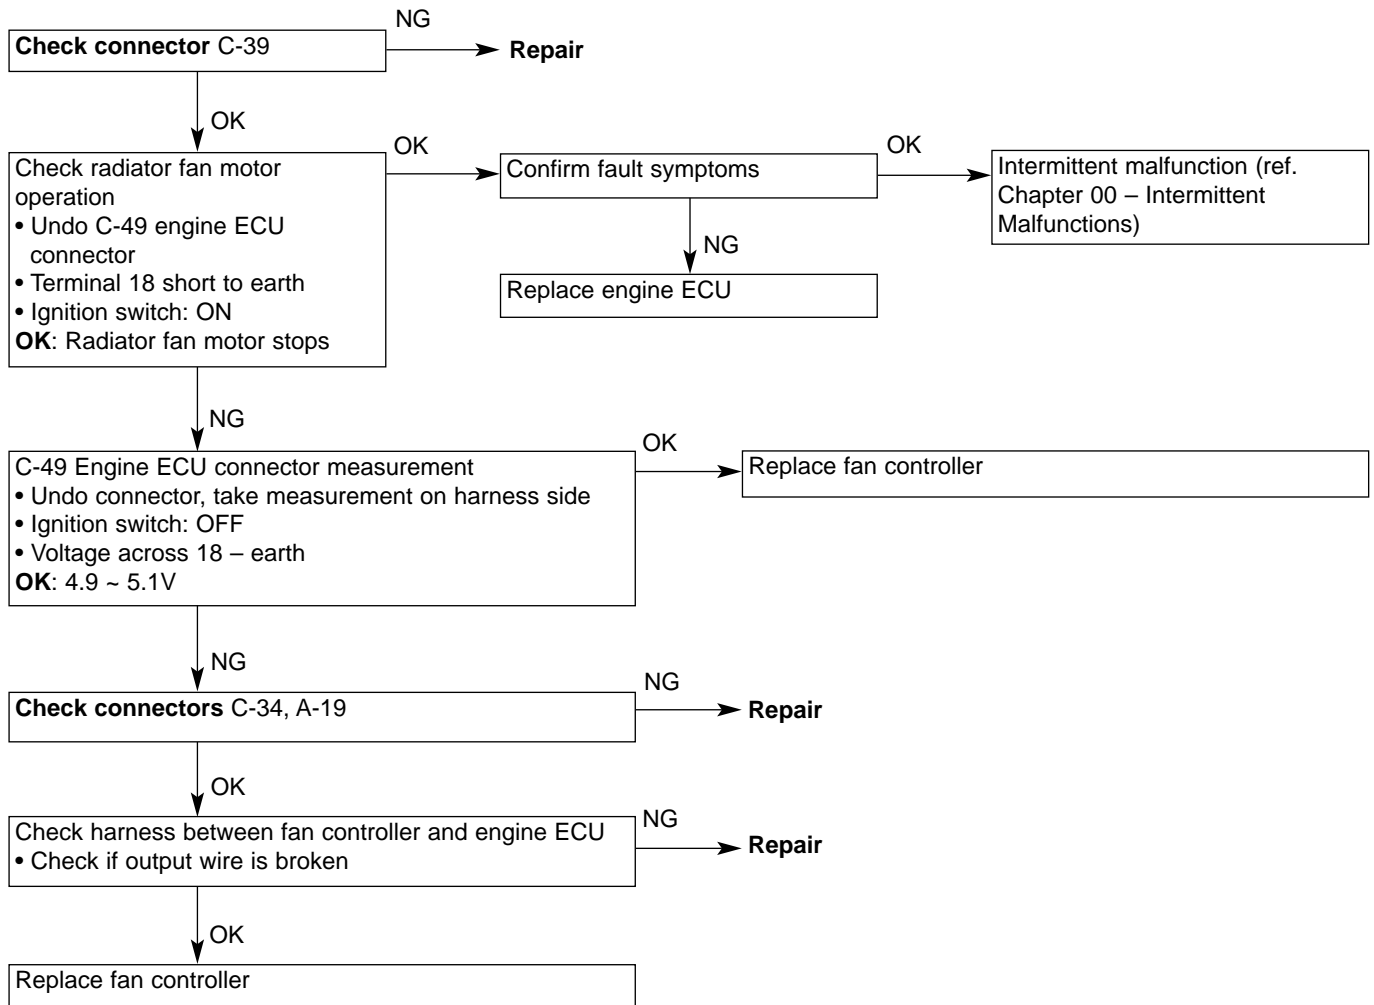 NG
Check connector C-39
Repair
OK
Check radiator fan motor
operation
• Undo C-49 engine ECU
connector
• Terminal 18 short to earth
• Ignition switch: ON
OK: Radiator fan motor stops
OK
Confirm fault symptoms
OK
Intermittent malfunction (ref.
Chapter 00 – Intermittent
Malfunctions)
NG
Replace engine ECU
NG
C-49 Engine ECU connector measurement
• Undo connector, take measurement on harness side
• Ignition switch: OFF
• Voltage across 18 – earth
OK: 4.9 ~ 5.1V
OK
Replace fan controller
NG
Check connectors C-34, A-19
NG
Repair
OK
Check harness between fan controller and engine ECU
• Check if output wire is broken
NG
Repair
OK
Replace fan controller